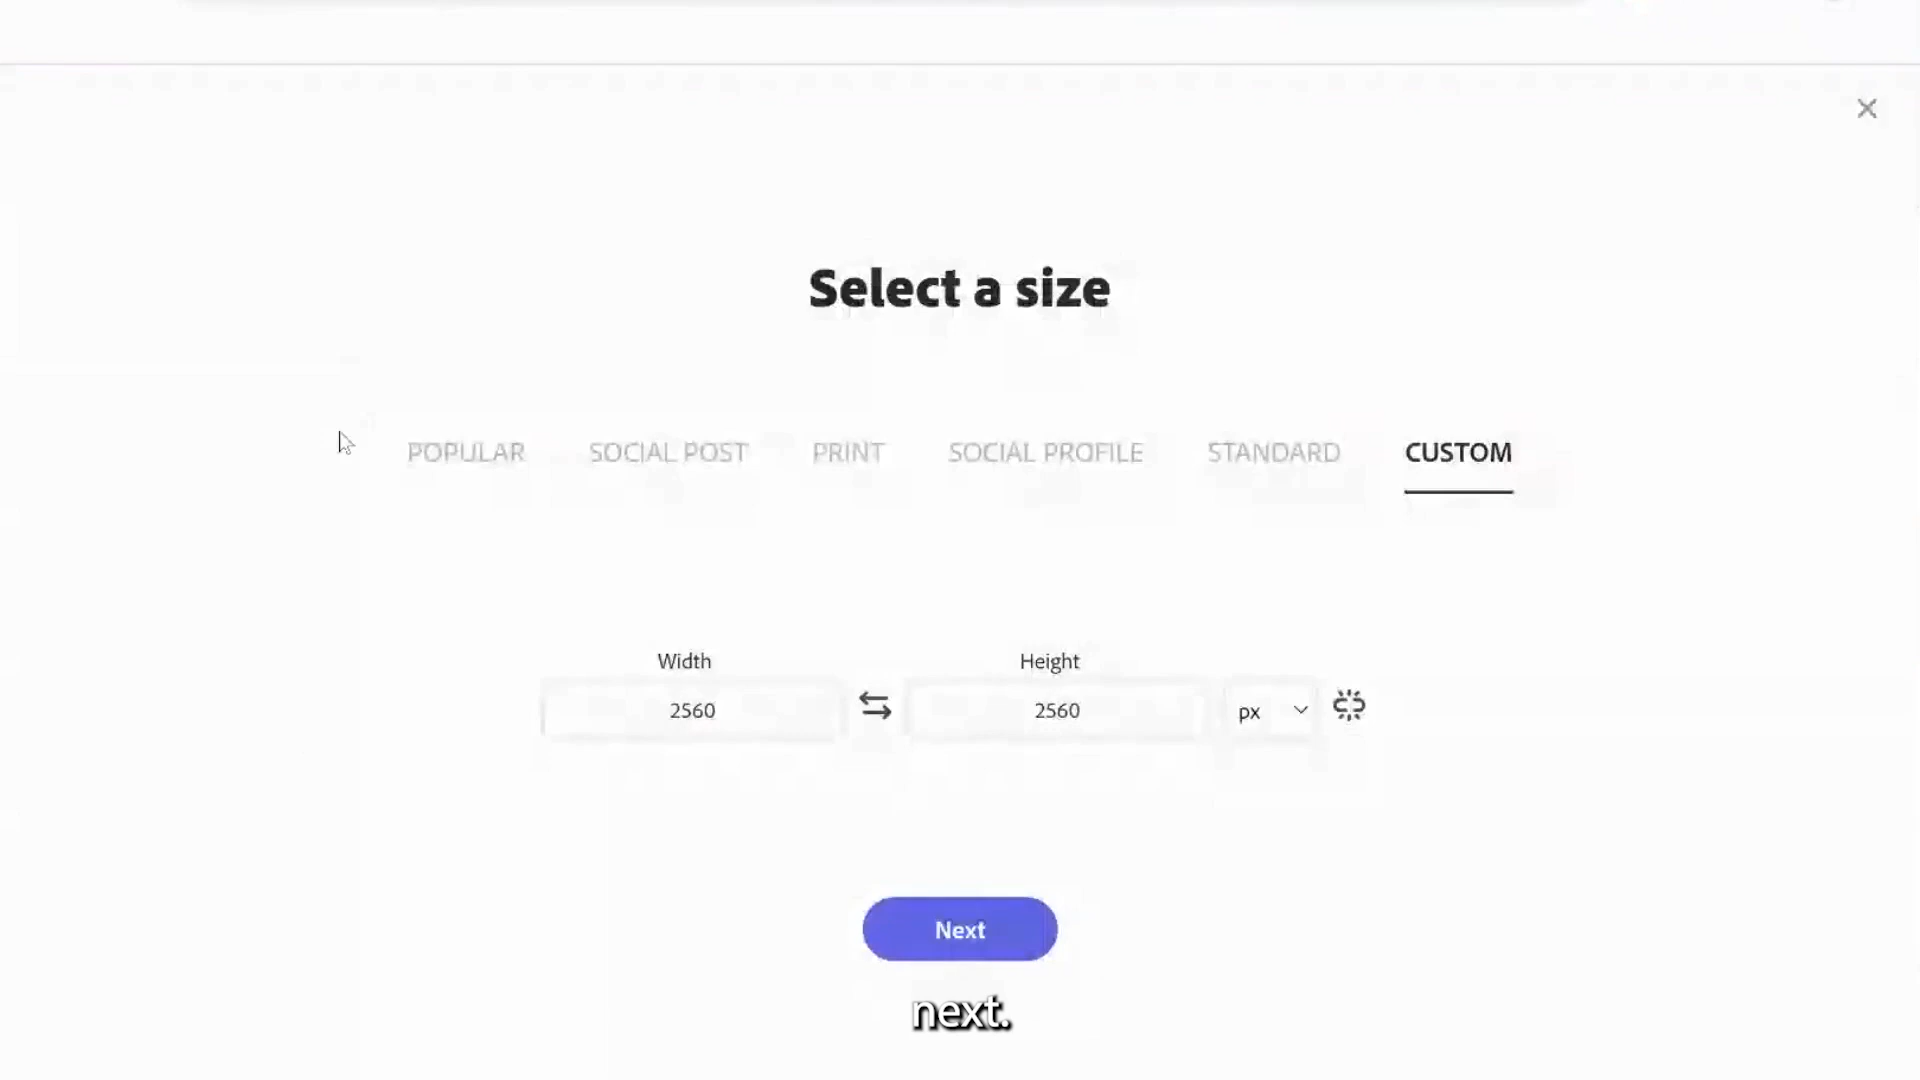 Select a size
POPULAR SOCIAL POST PRINT SOCIAL PROFILE STANDARD CUSTOM
Width Height
2560 2560 px
Next
next.